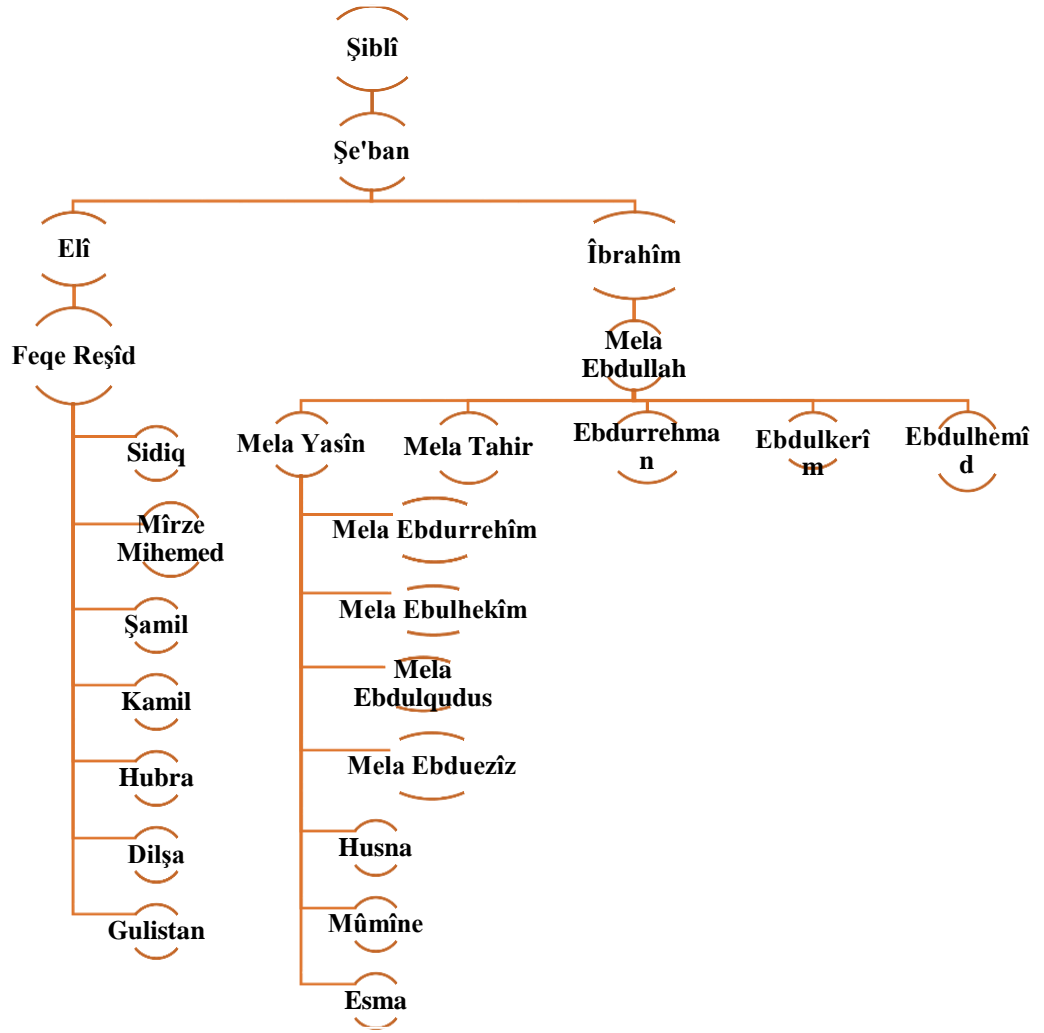 Şiblî
Şe'ban
Elî
Îbrahîm
Feqe Reşîd
Mela
Ebdullah
Sidiq
Mîrze
Mihemed
Şamil
Kamil
Hubra
Dilşa
Gulistan
Mela Yasîn
Mela Tahir
Ebdurrehma
n
Ebdulkerî
m
Ebdulhemî
d
Mela Ebdurrehîm
Mela Ebulhekîm
Mela
Ebdulqudus
Mela Ebduezîz
Husna
Mûmîne
Esma